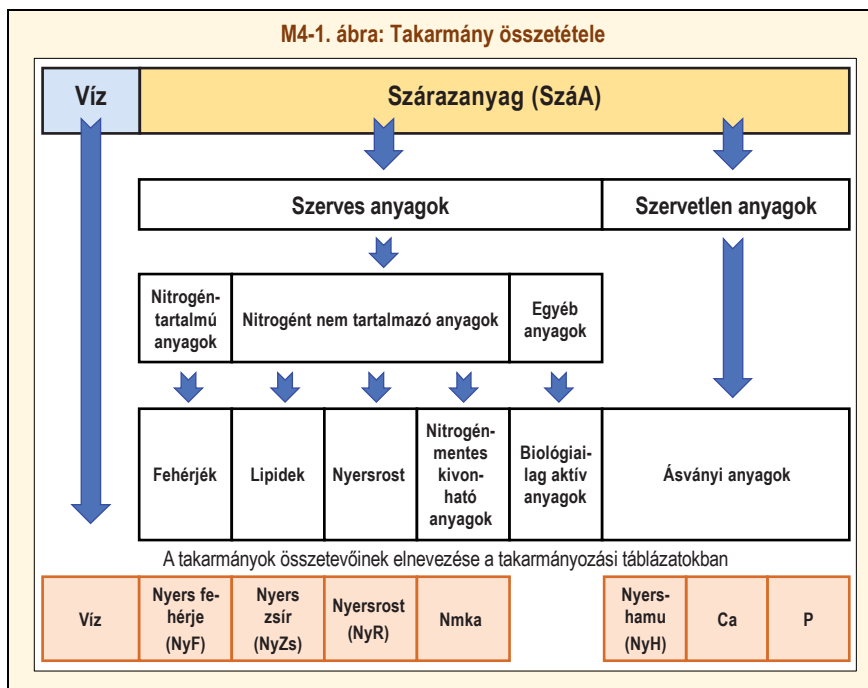 M4-1. ábra: Takarmány összetétele
Víz
Szárazanyag (SzáA)
Szerves anyagok
Szervetlen anyagok
Nitrogén-
tartalmú
anyagok
Nitrogént nem tartalmazó anyagok
Egyéb
anyagok
Fehérjék
Lipidek
Nyersrost
Nitrogén-
mentes
kivon-
ható
anyagok
Biológiai-
lag aktív
anyagok
Ásványi anyagok
A takarmányok összetevőinek elnevezése a takarmányozási táblázatokban
Víz
Nyers fe-
hérje
(NyF)
Nyers
zsír
(NyZs)
Nyersrost
(NyR)
Nmka
Nyers-
hamu
(NyH)
Ca
P